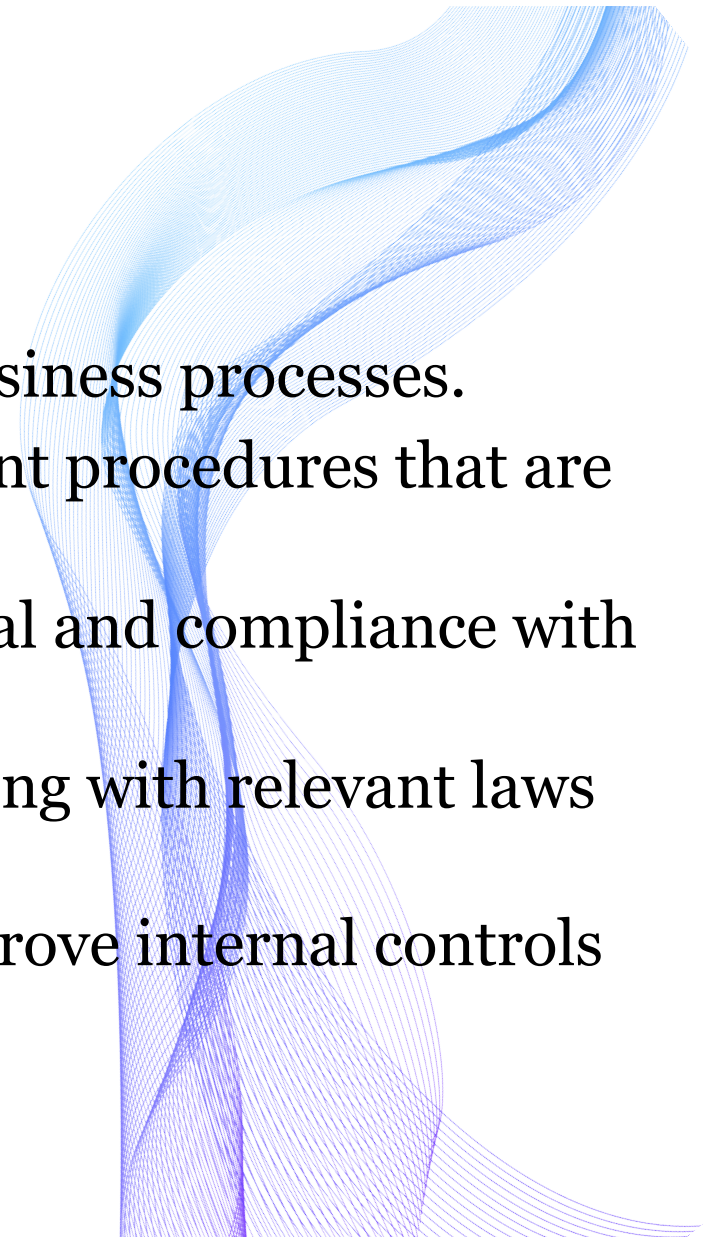 siness processes.
nt procedures that are
al and compliance with
ng with relevant laws
rove internal controls